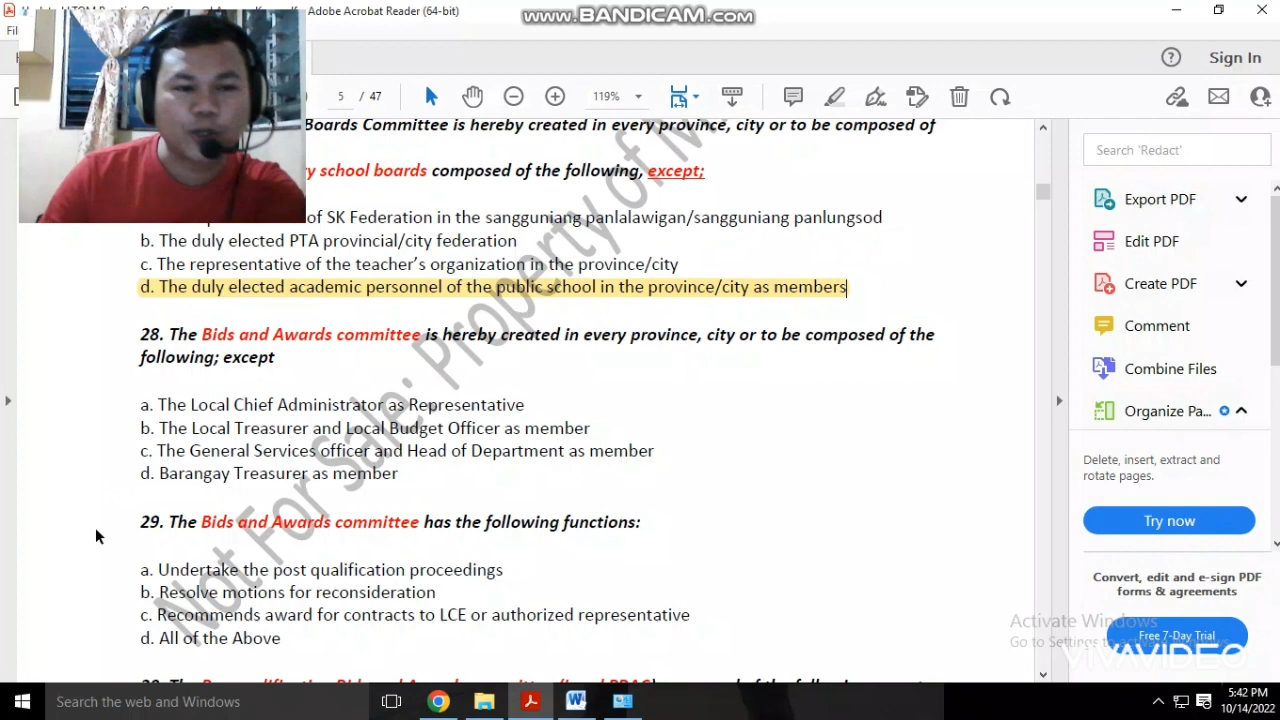 Adobe Acrobat Reader (64-bit)
www.BANDICAM.com
Sign In
5 / 47
119%
Boards Committee is hereby created in every province, city or to be composed of
school boards composed of the following, except;
of SK Federation in the sangguniang panlalawigan/sangguniang panlungsod
b. The duly elected PTA provincial/city federation
c. The representative of the teacher’s organization in the province/city
d. The duly elected academic personnel of the public school in the province/city as members
28. The Bids and Awards committee is hereby created in every province, city or to be composed of the
following; except
a. The Local Chief Administrator as Representative
b. The Local Treasurer and Local Budget Officer as member
c. The General Services officer and Head of Department as member
d. Barangay Treasurer as member
29. The Bids and Awards committee has the following functions:
a. Undertake the post qualification proceedings
b. Resolve motions for reconsideration
c. Recommends award for contracts to LCE or authorized representative
d. All of the Above
Not For Sale: Property of
Search 'Redact'
Export PDF
Edit PDF
Create PDF
Comment
Combine Files
Organize Pa...
Delete, insert, extract and
rotate pages.
Try now
Convert, edit and e-sign PDF
forms & agreements
Free 7-Day Trial
Activate Windows
Go to Settings to activate Windows.
VIVAVIDEO
Search the web and Windows
5:42 PM
10/14/2022